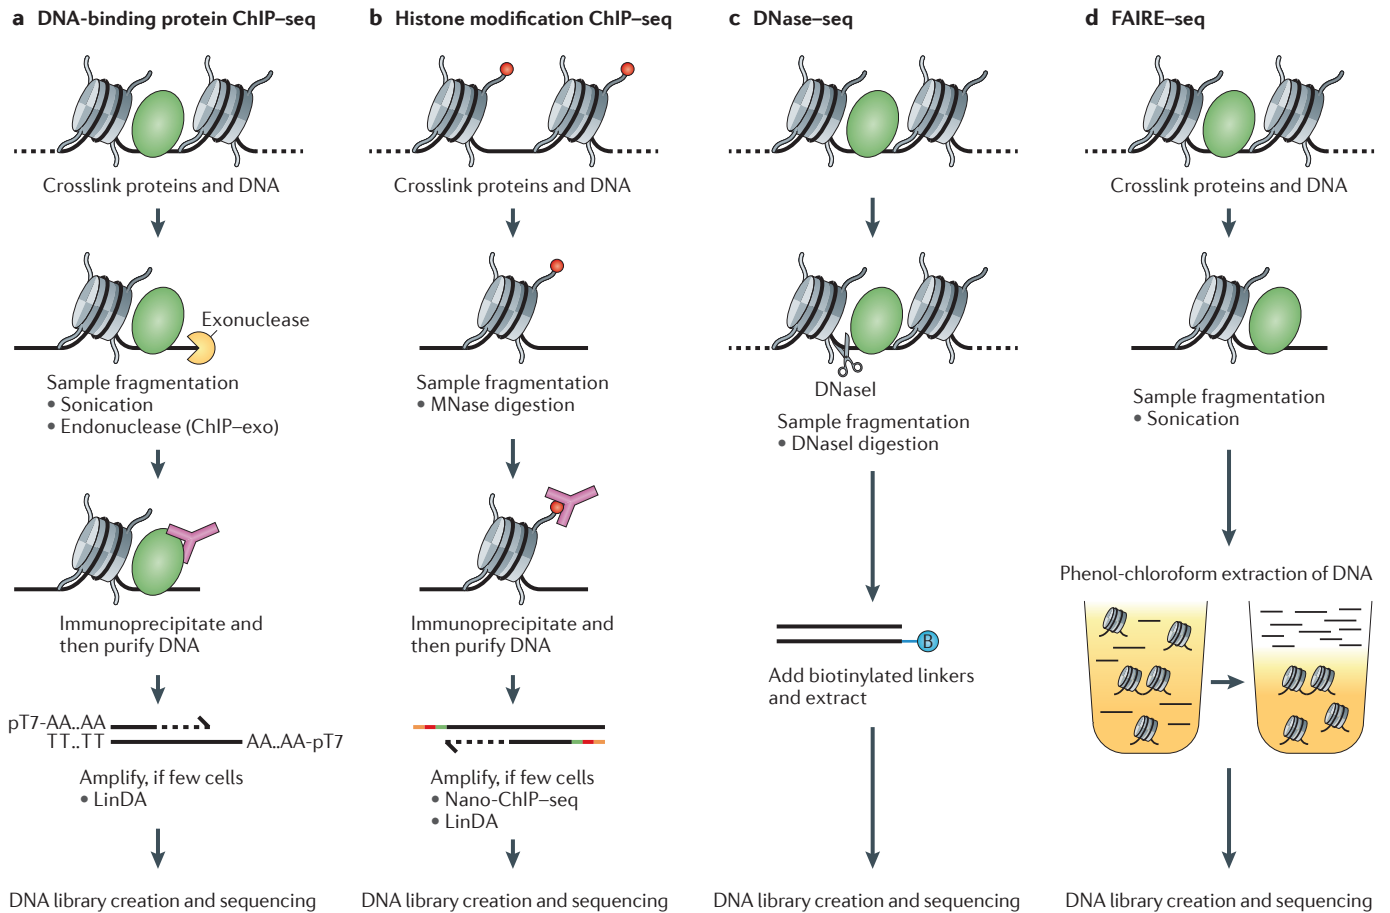 a DNA-binding protein ChIP–seq
Crosslink proteins and DNA
Exonuclease
Sample fragmentation
• Sonication
• Endonuclease (ChIP–exo)
Immunoprecipitate and
then purify DNA
pT7-AA..AA
TT..TT
AA..AA-pT7
Amplify, if few cells
• LinDA
DNA library creation and sequencing
b Histone modification ChIP–seq
Crosslink proteins and DNA
Sample fragmentation
• MNase digestion
Immunoprecipitate and
then purify DNA
Amplify, if few cells
• Nano-ChIP–seq
• LinDA
DNA library creation and sequencing
c DNase–seq
DNaseI
Sample fragmentation
• DNaseI digestion
B
Add biotinylated linkers
and extract
DNA library creation and sequencing
d FAIRE–seq
Crosslink proteins and DNA
Sample fragmentation
• Sonication
Phenol-chloroform extraction of DNA
DNA library creation and sequencing